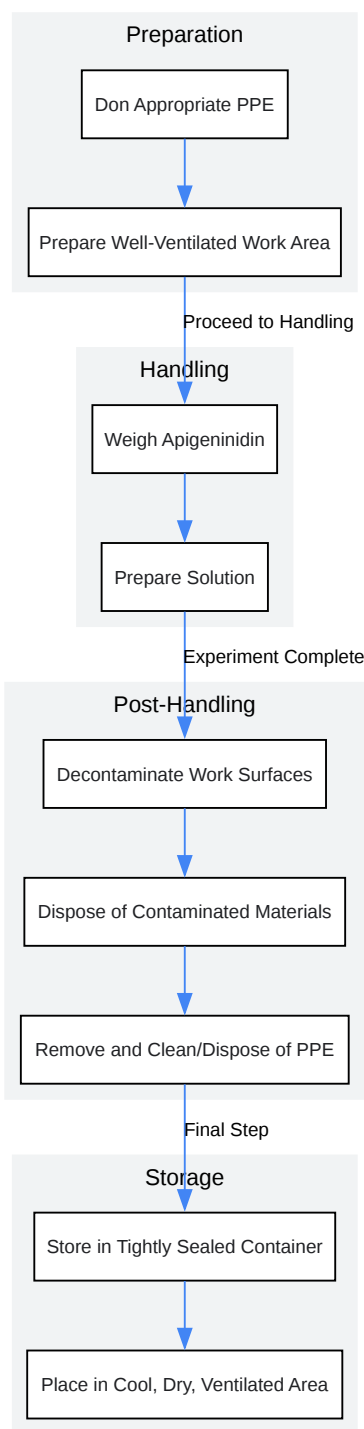 Preparation
Don Appropriate PPE
Prepare Well-Ventilated Work Area
Proceed to Handling
Handling
Weigh Apigeninidin
Prepare Solution
Experiment Complete
Post-Handling
Decontaminate Work Surfaces
Dispose of Contaminated Materials
Remove and Clean/Dispose of PPE
Final Step
Storage
Store in Tightly Sealed Container
Place in Cool, Dry, Ventilated Area